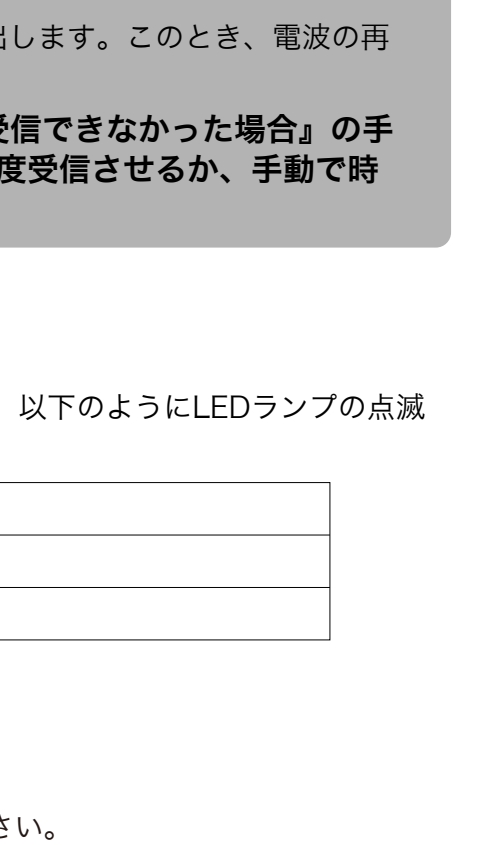 出します。このとき、電波の再
受信できなかった場合』の手
度受信させるか、手動で時
以下のようにLEDランプの点滅
さい。